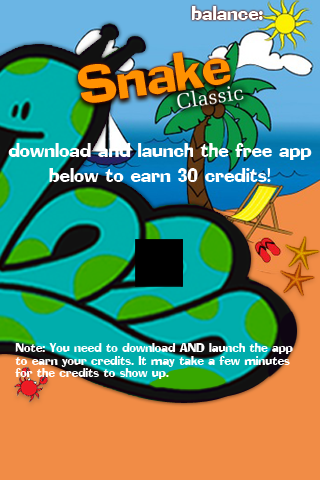 balance:
Snake
Classic
download and launch the free app
below to earn 30 credits!
Note: You need to download AND launch the app
to earn your credits. It may take a few minutes
for the credits to show up.